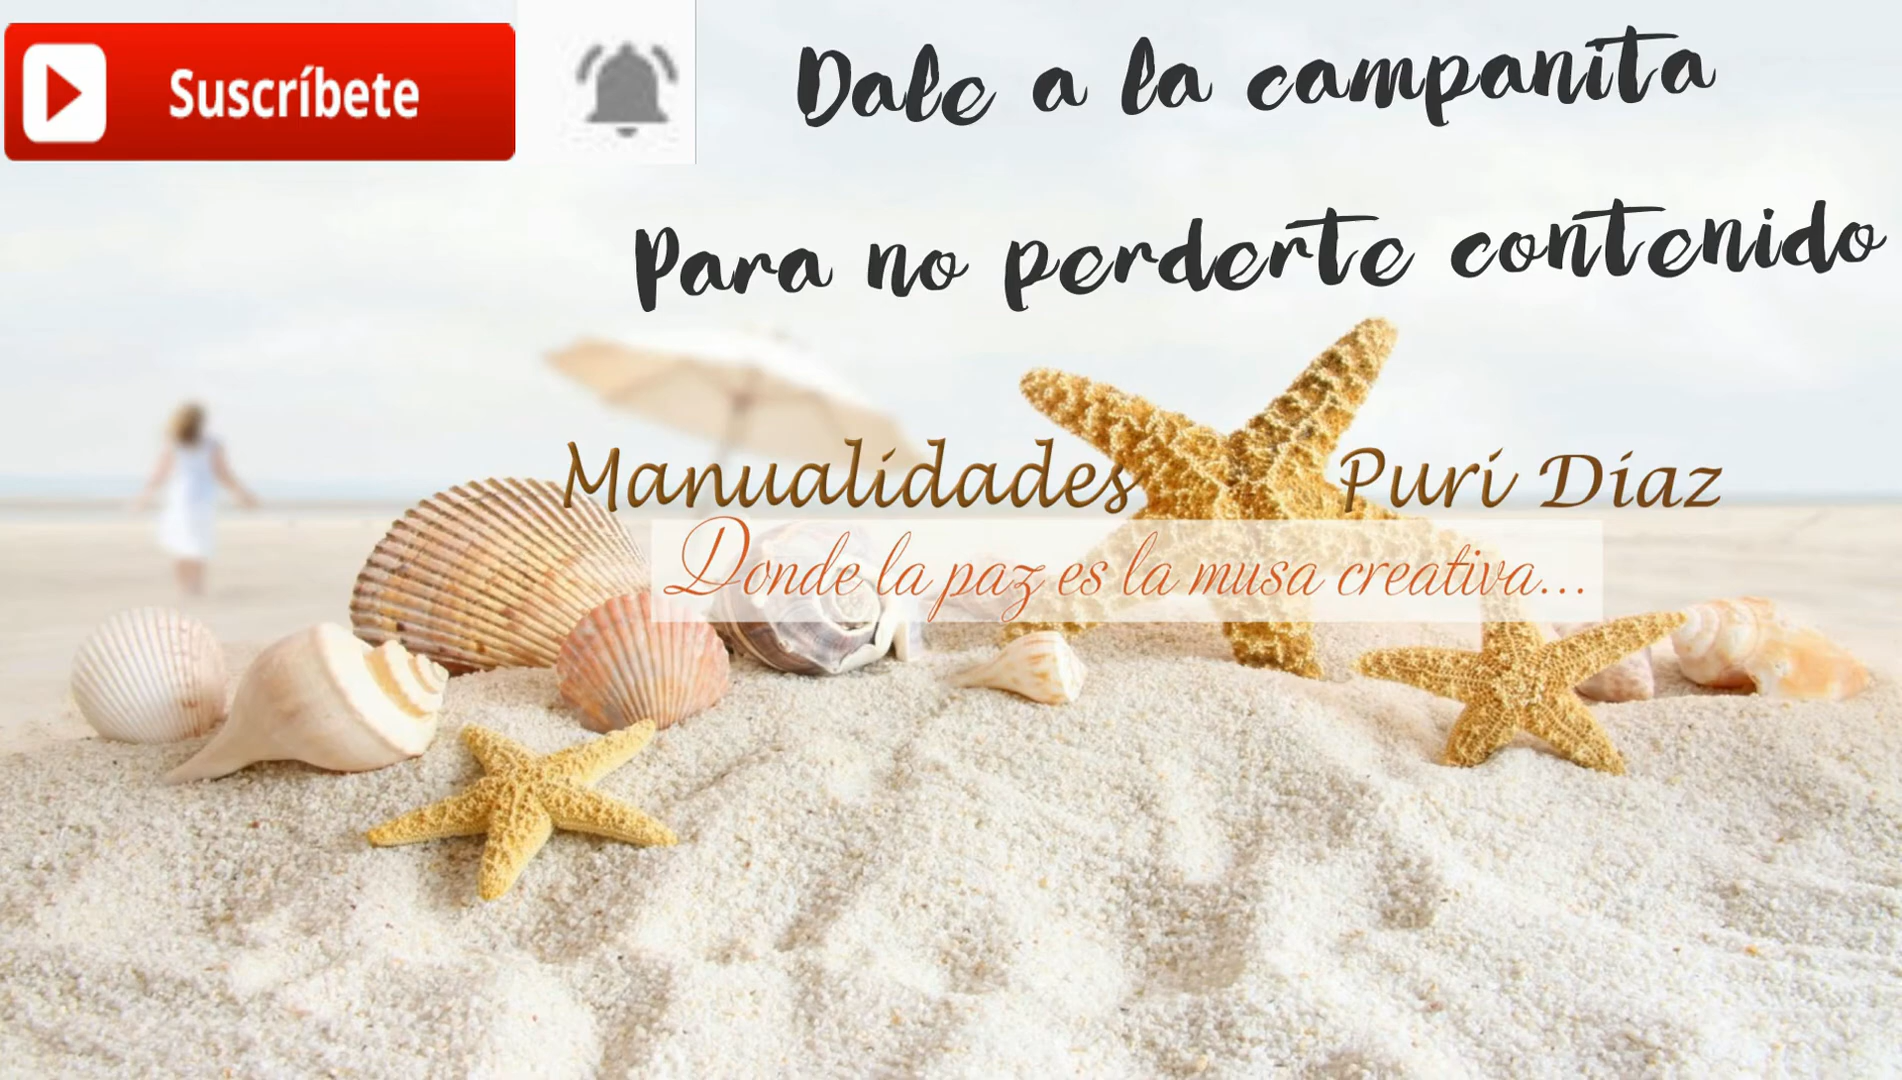 Suscríbete
Dale a la campanita
Para no perderte contenido
Manualidades Puri Díaz
Donde la paz es la musa creativa...